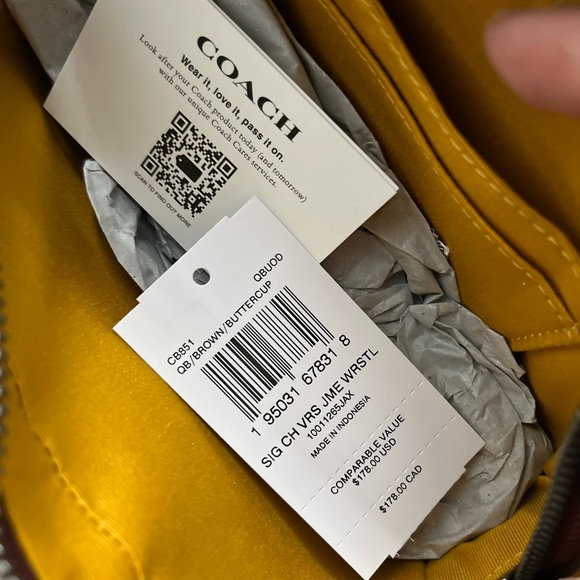 COACH
Wear it, love it, pass it on.
Look after your Coach product today (and tomorrow)
with our unique Coach Cares services.
SCAN TO FIND OUT MORE
C8851 QBUOD
QB/BROWN/BUTTERCUP
1 95031 67831 8
SIG CH VRS JME WRSTL
10011265JAX
MADE IN INDONESIA
COMPARABLE VALUE
$178.00 USD
$178.00 CAD